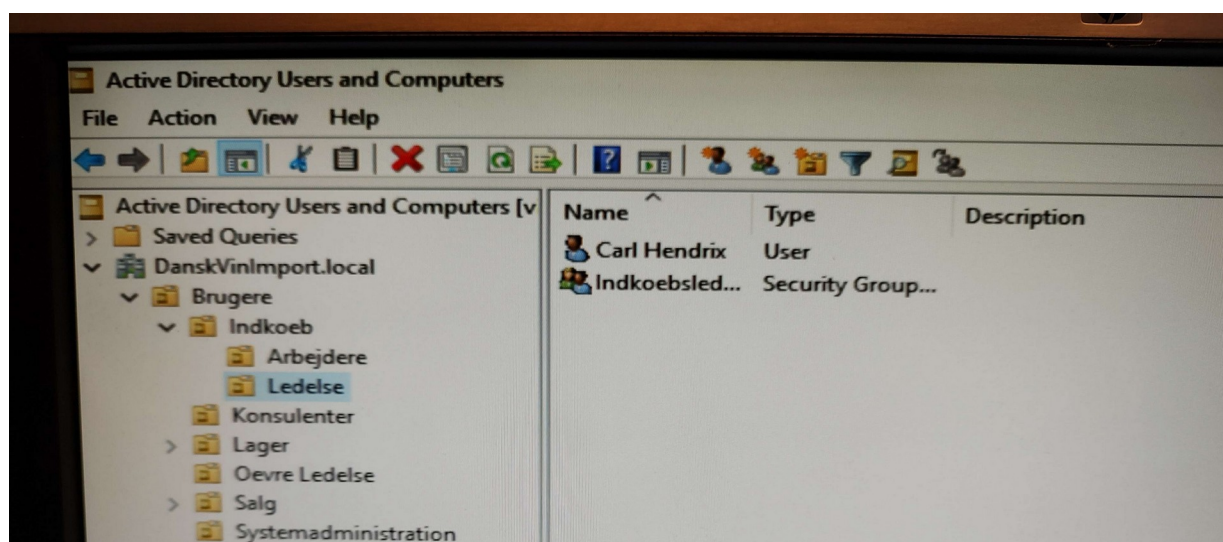 Active Directory Users and Computers
File Action View Help
Active Directory Users and Computers [v
Saved Queries
DanskVinImport.local
Brugere
Indkoeb
Arbejdere
Ledelse
Konsulenter
Lager
Oevre Ledelse
Salg
Systemadministration
Name Type Description
Carl Hendrix User
Indkoebsled... Security Group...